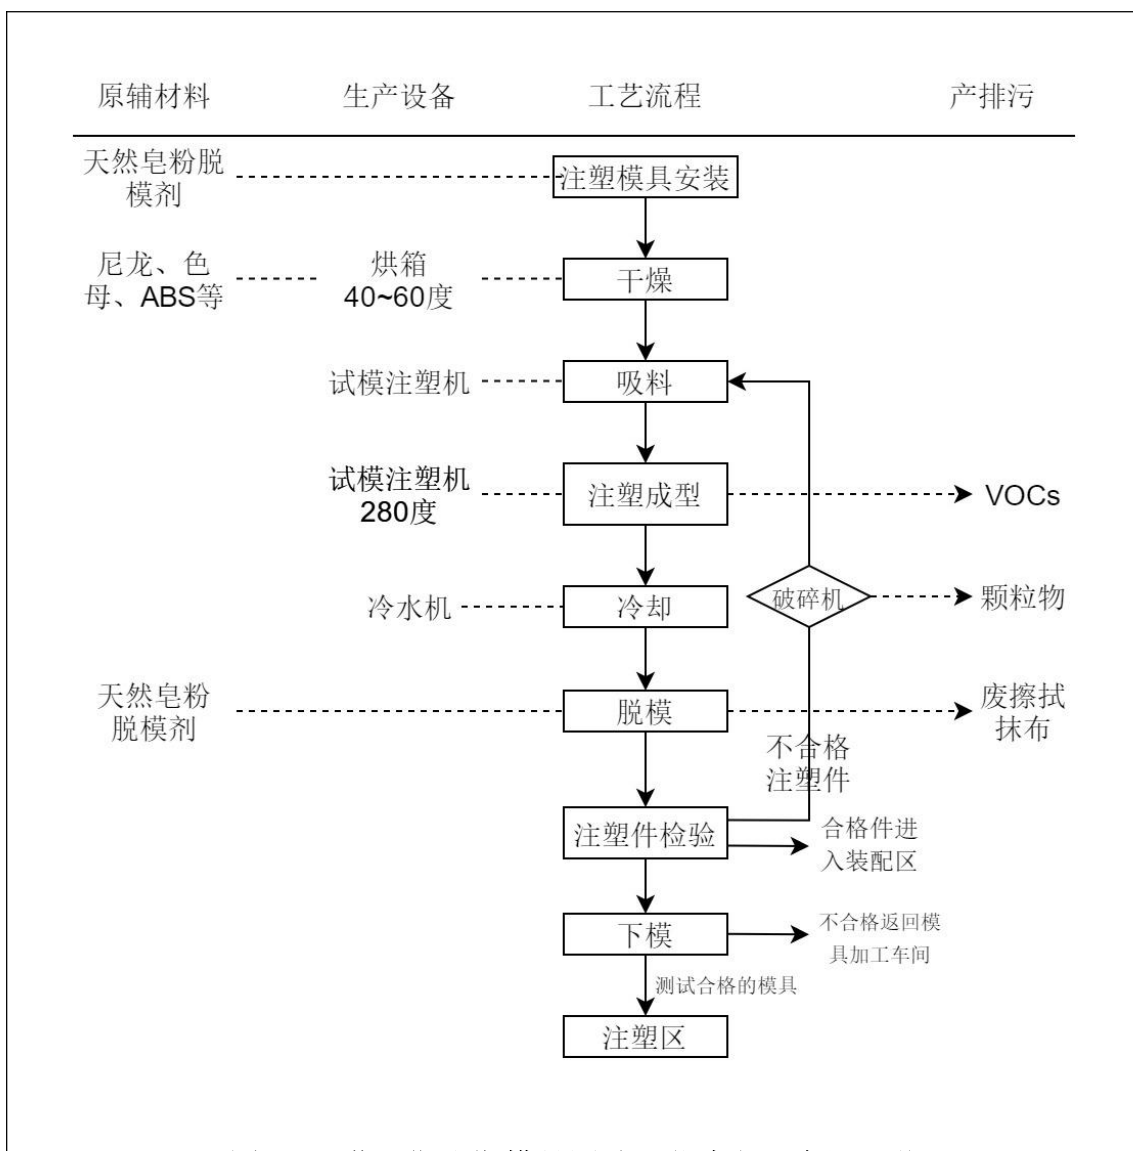 原辅材料 生产设备 工艺流程 产排污
天然皂粉脱
模剂
注塑模具安装
尼龙、色
母、ABS等
烘箱
40~60度
干燥
试模注塑机
吸料
试模注塑机
280度
注塑成型
VOCs
冷水机
冷却
破碎机
颗粒物
天然皂粉
脱模剂
脱模
废擦拭
抹布
不合格
注塑件
注塑件检验
合格件进
入装配区
下模
不合格返回模
具加工车间
测试合格的模具
注塑区